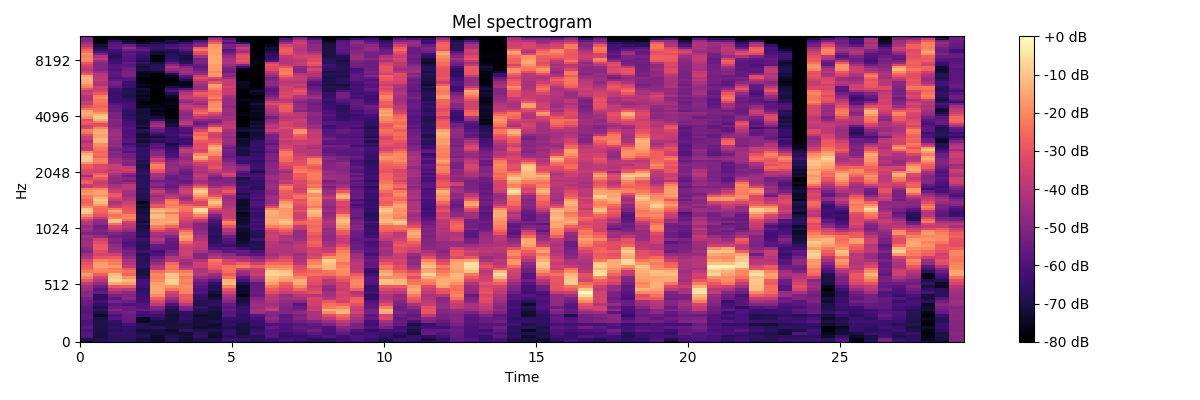 Mel spectrogram
8192
4096
2048
1024
512
0
Hz
0 5 10 15 20 25
Time
+0 dB
-10 dB
-20 dB
-30 dB
-40 dB
-50 dB
-60 dB
-70 dB
-80 dB